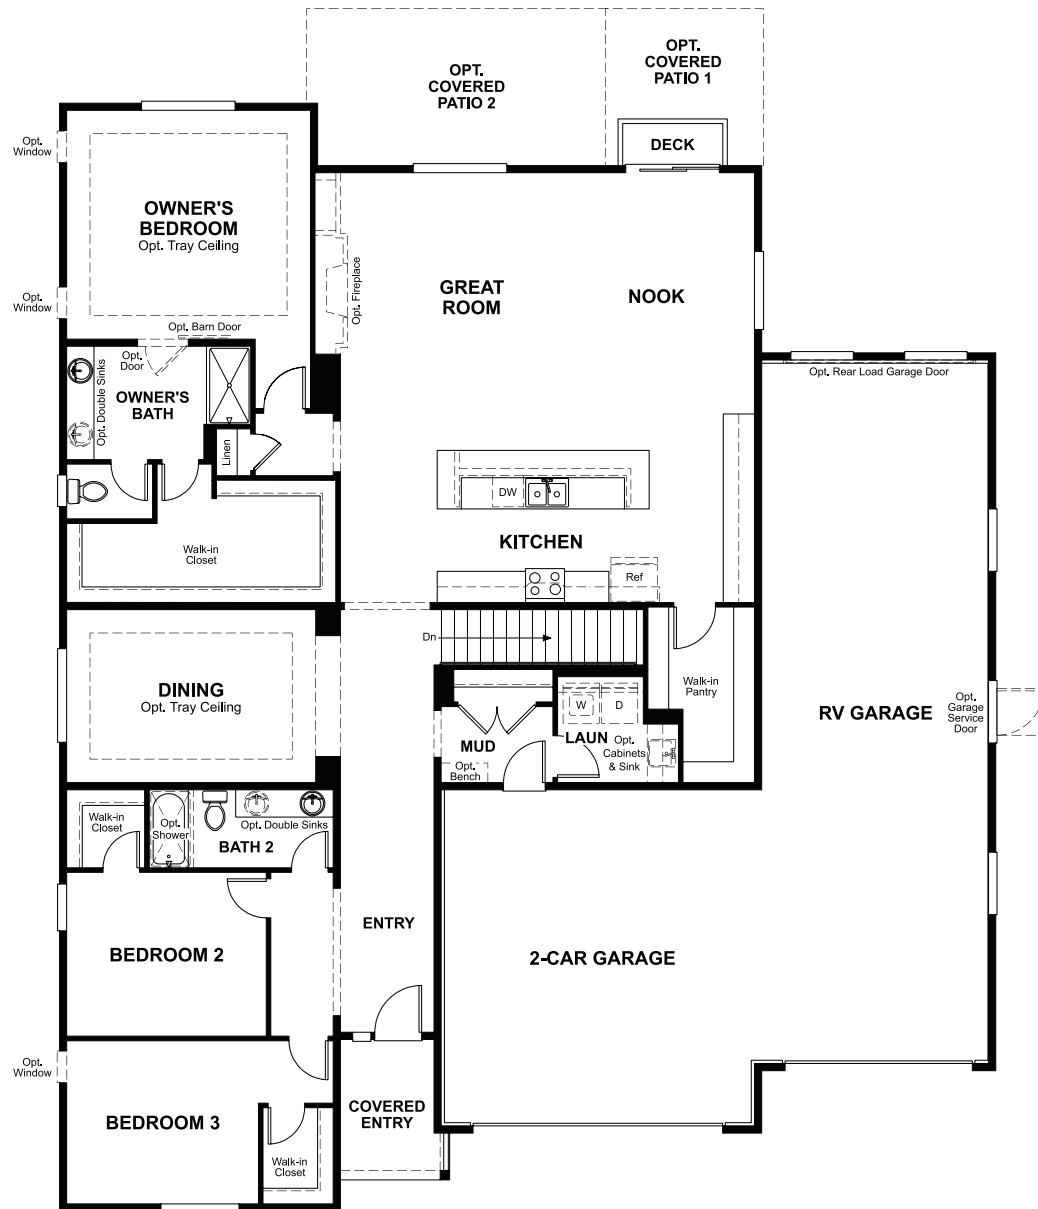 OPT.
COVERED
PATIO 2
OPT.
COVERED
PATIO 1
DECK
Opt.
Window
OWNER'S
BEDROOM
Opt. Tray Ceiling
Opt.
Window
Opt. Fireplace
GREAT
ROOM
NOOK
Opt. Barn Door
Opt.
Door
Opt. Double Sinks
OWNER'S
BATH
Linen
Opt. Rear Load Garage Door
DW
KITCHEN
Ref
Walk-in
Closet
Dn
DINING
Opt. Tray Ceiling
Walk-in
Pantry
W
D
MUD
Opt.
Bench
LAUN
Opt.
Cabinets
& Sink
RV GARAGE
Opt.
Garage
Service
Door
Walk-in
Closet
Opt.
Shower
Opt. Double Sinks
BATH 2
BEDROOM 2
ENTRY
2-CAR GARAGE
Opt.
Window
BEDROOM 3
COVERED
ENTRY
Walk-in
Closet